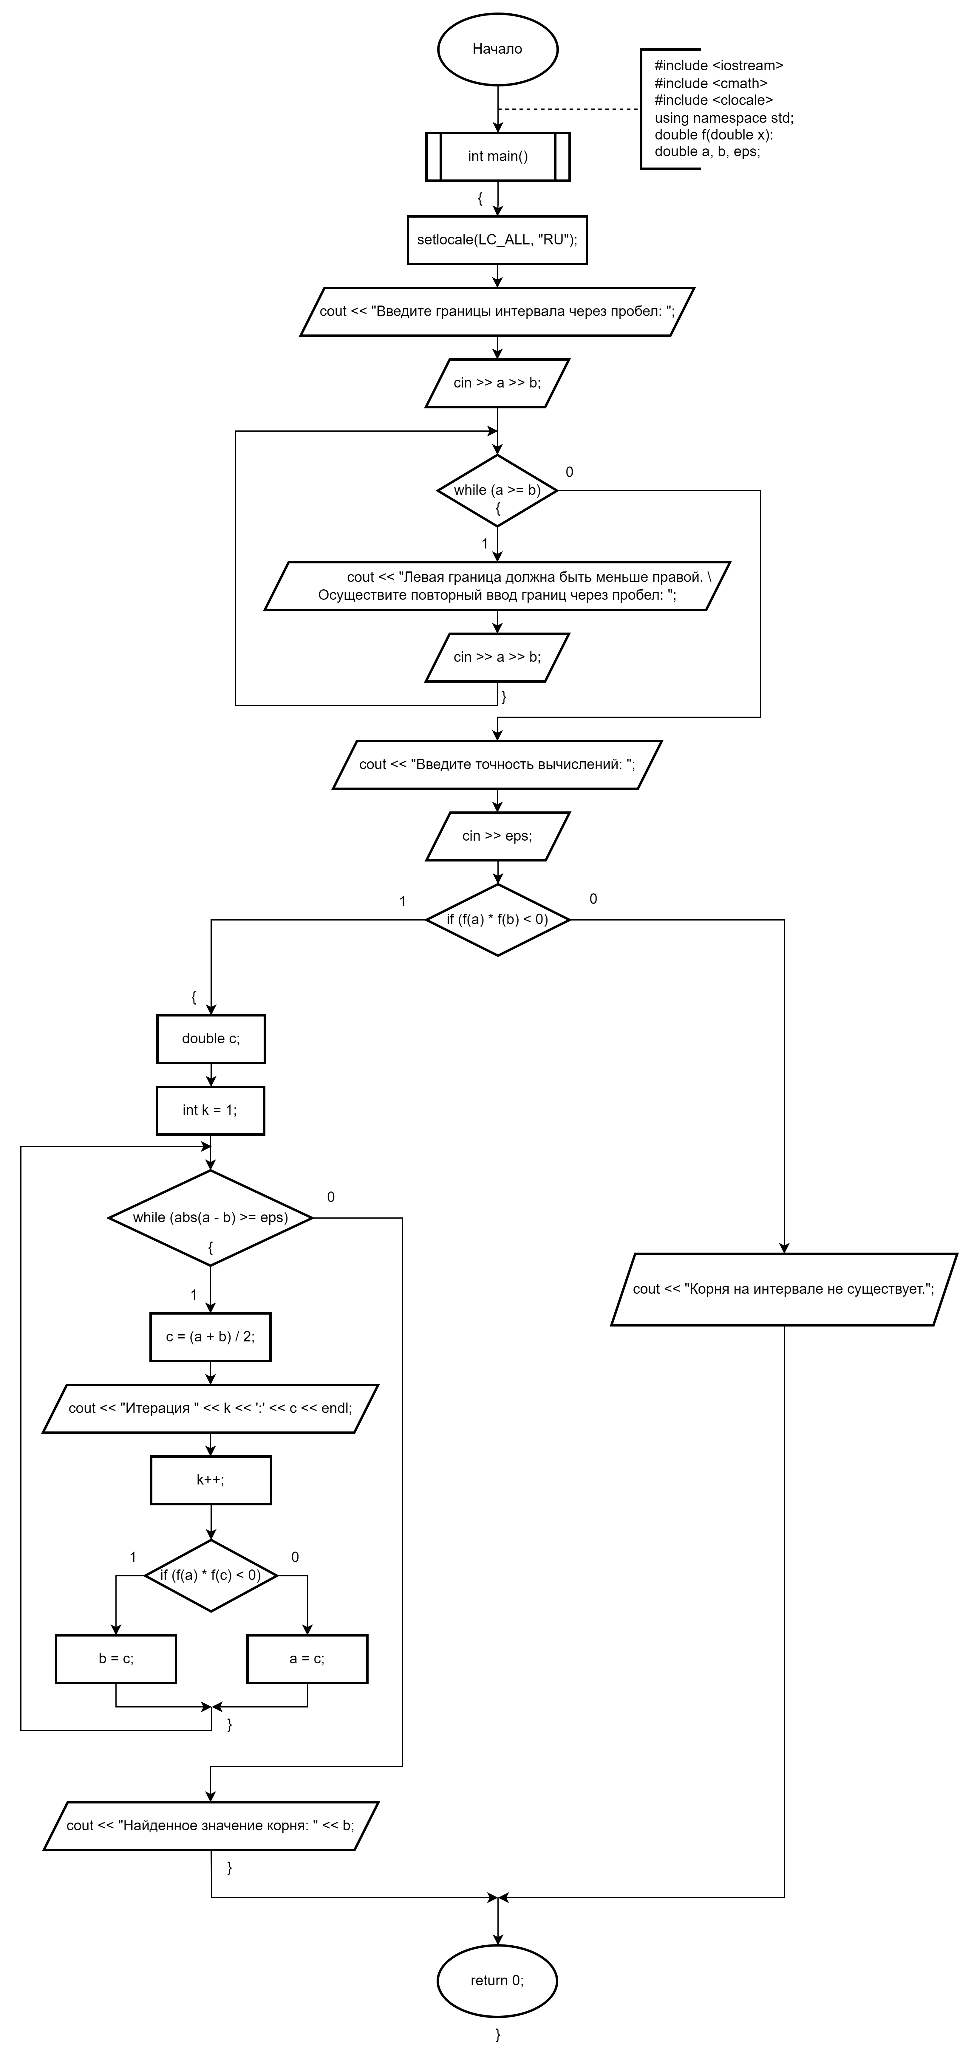 Начало
#include <iostream>
#include <cmath>
#include <clocale>
using namespace std;
double f(double x):
double a, b, eps;
int main()
{
setlocale(LC_ALL, "RU");
cout << "Введите границы интервала через пробел: ";
cin >> a >> b;
0
while (a >= b)
{
1
cout << "Левая граница должна быть меньше правой. \
Осуществите повторный ввод границ через пробел: ";
cin >> a >> b;
}
cout << "Введите точность вычислений: ";
cin >> eps;
1
0
if (f(a) * f(b) < 0)
{
double c;
int k = 1;
0
while (abs(a - b) >= eps)
{
1
cout << "Корня на интервале не существует.";
c = (a + b) / 2;
cout << "Итерация " << k << ':' << c << endl;
k++;
1
0
if (f(a) * f(c) < 0)
b = c;
a = c;
}
cout << "Найденное значение корня: " << b;
}
return 0;
}